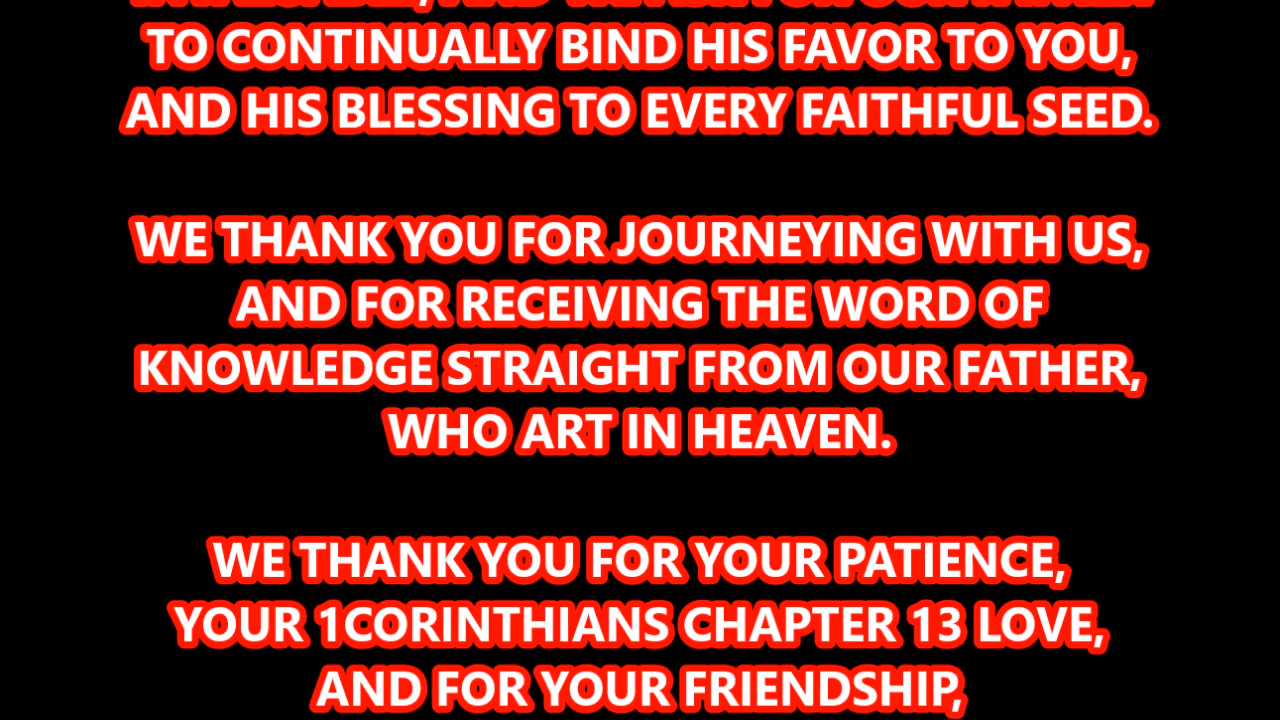 TO CONTINUALLY BIND HIS FAVOR TO YOU,
AND HIS BLESSING TO EVERY FAITHFUL SEED.
WE THANK YOU FOR JOURNEYING WITH US,
AND FOR RECEIVING THE WORD OF
KNOWLEDGE STRAIGHT FROM OUR FATHER,
WHO ART IN HEAVEN.
WE THANK YOU FOR YOUR PATIENCE,
YOUR 1CORINTHIANS CHAPTER 13 LOVE,
AND FOR YOUR FRIENDSHIP,